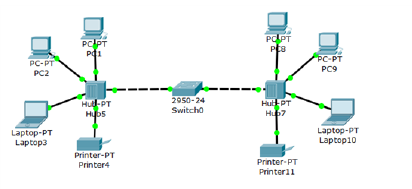 PC-PT
PC1
PC-PT
PC2
Hub-PT
Hub5
Laptop-PT
Laptop3
Printer-PT
Printer4
2950-24
Switch0
PC-PT
PC8
PC-PT
PC9
Hub-PT
Hub7
Laptop-PT
Laptop10
Printer-PT
Printer11